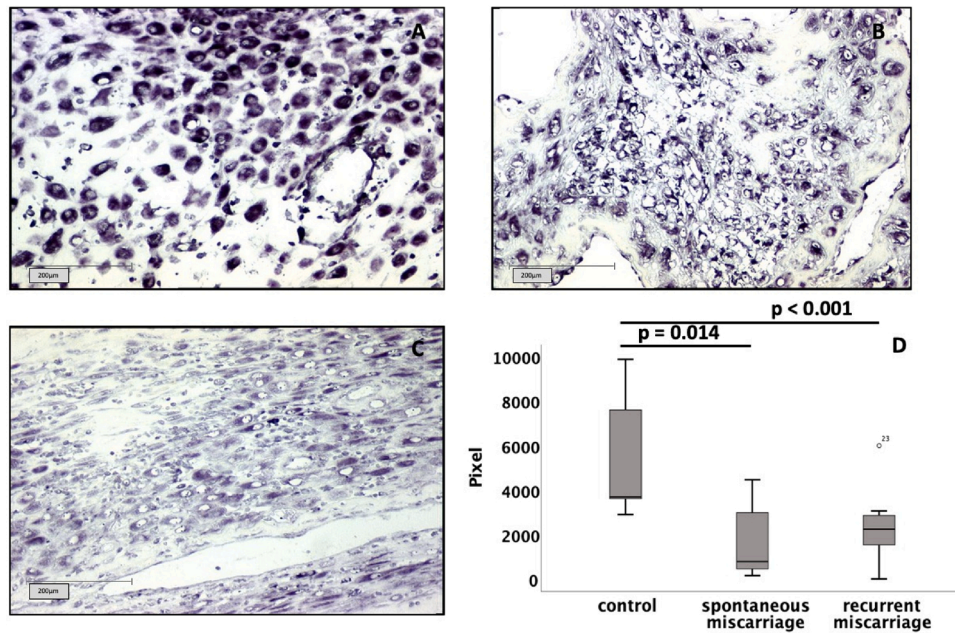 A
200µm
B
200µm
C
200µm
D
p < 0.001
p = 0.014
Pixel
10000
8000
6000
4000
2000
0
23
control
spontaneous
miscarriage
recurrent
miscarriage